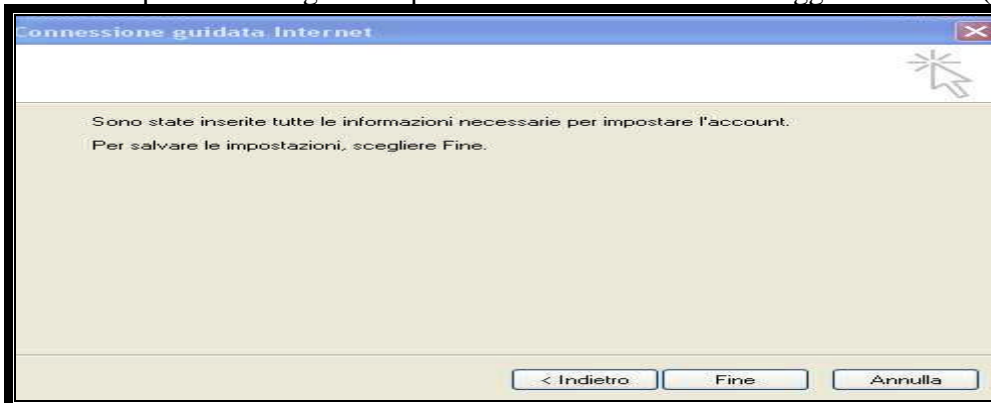 Connessione guidata Internet
Sono state inserite tutte le informazioni necessarie per impostare l'account.
Per salvare le impostazioni, scegliere Fine.
< Indietro Fine Annulla